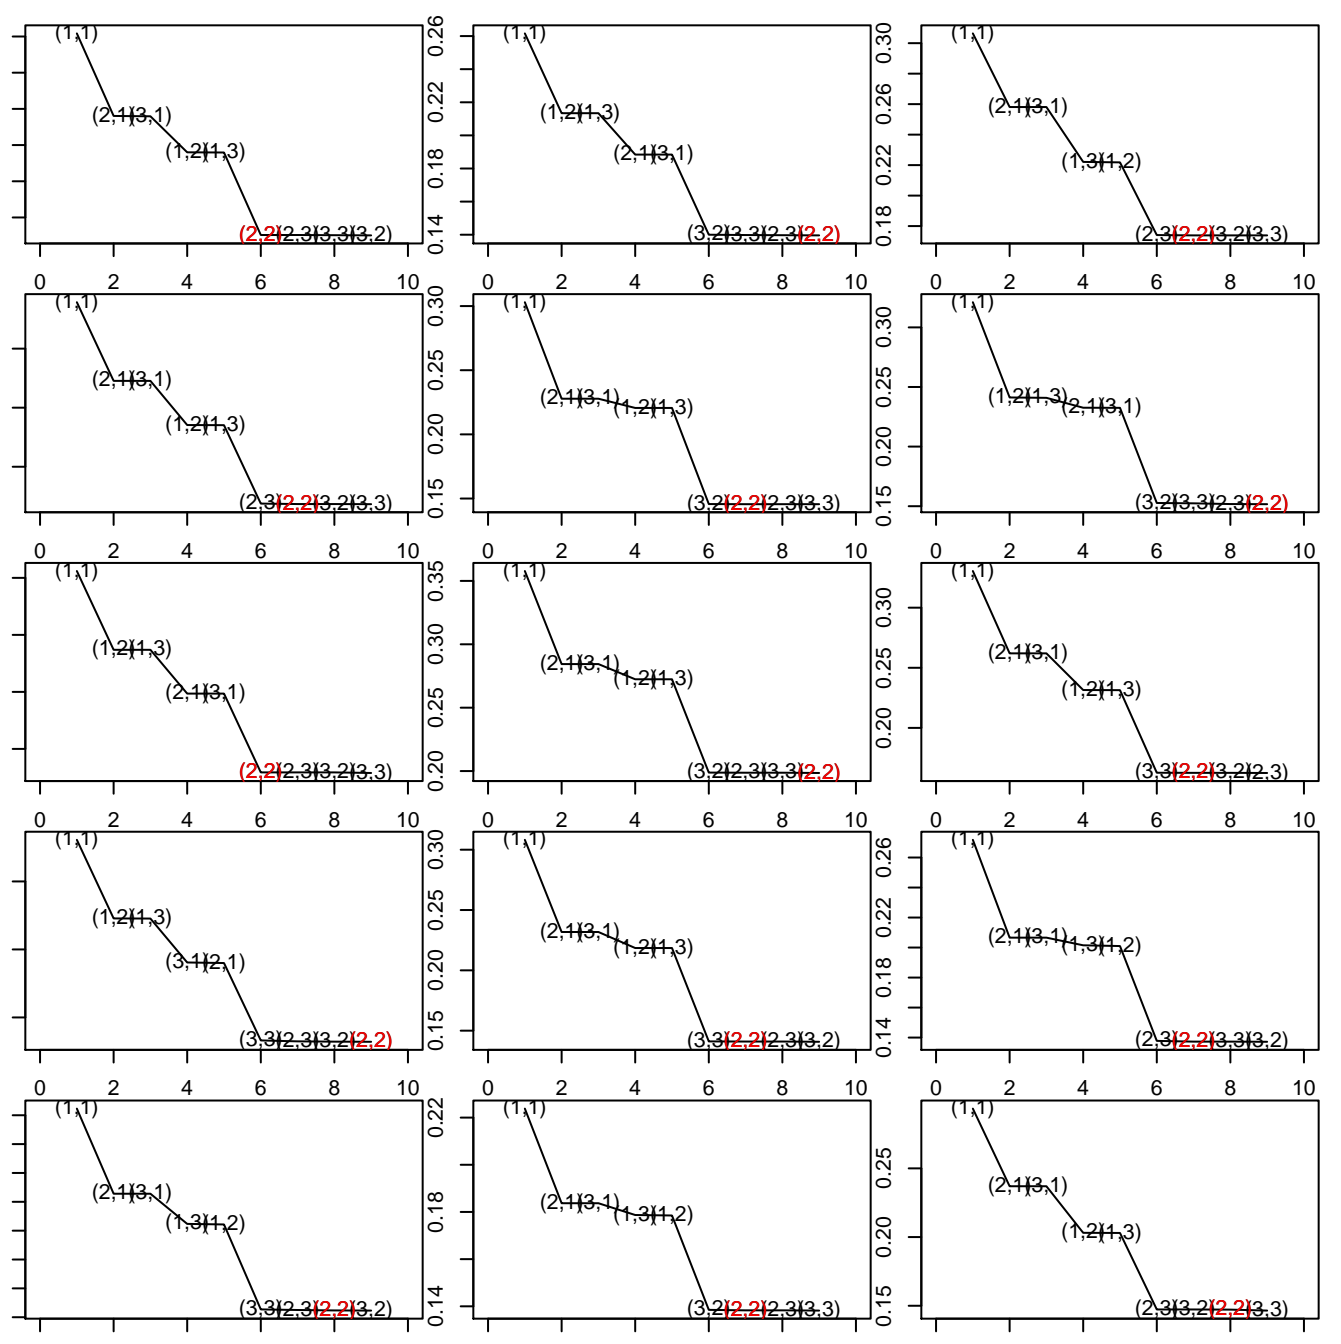 (1,1) (2,1) (3,1) (1,2) (1,3) (2,2) (2,3) (3,3) (3,2)
0.14 0.18 0.22 0.26
(1,1) (1,2) (1,3) (2,1) (3,1) (3,2) (3,3) (2,3) (2,2)
0.18 0.22 0.26 0.30
(1,1) (2,1) (3,1) (1,3) (1,2) (2,3) (2,2) (3,2) (3,3)
0 2 4 6 8 10
0 2 4 6 8 10
0 2 4 6 8 10
(1,1) (2,1) (3,1) (1,2) (1,3) (2,3) (2,2) (3,2) (3,3)
0.15 0.20 0.25 0.30
(1,1) (2,1) (3,1) (1,2) (1,3) (3,2) (2,2) (2,3) (3,3)
0.15 0.20 0.25 0.30
(1,1) (1,2) (1,3) (2,1) (3,1) (3,2) (3,3) (2,3) (2,2)
0 2 4 6 8 10
0 2 4 6 8 10
0 2 4 6 8 10
(1,1) (1,2) (1,3) (2,1) (3,1) (2,2) (2,3) (3,2) (3,3)
0.20 0.25 0.30 0.35
(1,1) (2,1) (3,1) (1,2) (1,3) (3,2) (2,3) (3,3) (2,2)
0.20 0.25 0.30
(1,1) (2,1) (3,1) (1,2) (1,3) (3,3) (2,2) (3,2) (2,3)
0 2 4 6 8 10
0 2 4 6 8 10
0 2 4 6 8 10
(1,1) (1,2) (1,3) (3,1) (2,1) (3,3) (2,3) (3,2) (2,2)
0.15 0.20 0.25 0.30
(1,1) (2,1) (3,1) (1,2) (1,3) (3,3) (2,2) (2,3) (3,2)
0.14 0.18 0.22 0.26
(1,1) (2,1) (3,1) (1,3) (1,2) (2,3) (2,2) (3,3) (3,2)
0 2 4 6 8 10
0 2 4 6 8 10
0 2 4 6 8 10
(1,1) (2,1) (3,1) (1,3) (1,2) (3,3) (2,3) (2,2) (3,2)
0.14 0.18 0.22
(1,1) (2,1) (3,1) (1,3) (1,2) (3,2) (2,2) (2,3) (3,3)
0.15 0.20 0.25
(1,1) (2,1) (3,1) (1,2) (1,3) (2,3) (3,2) (2,2) (3,3)